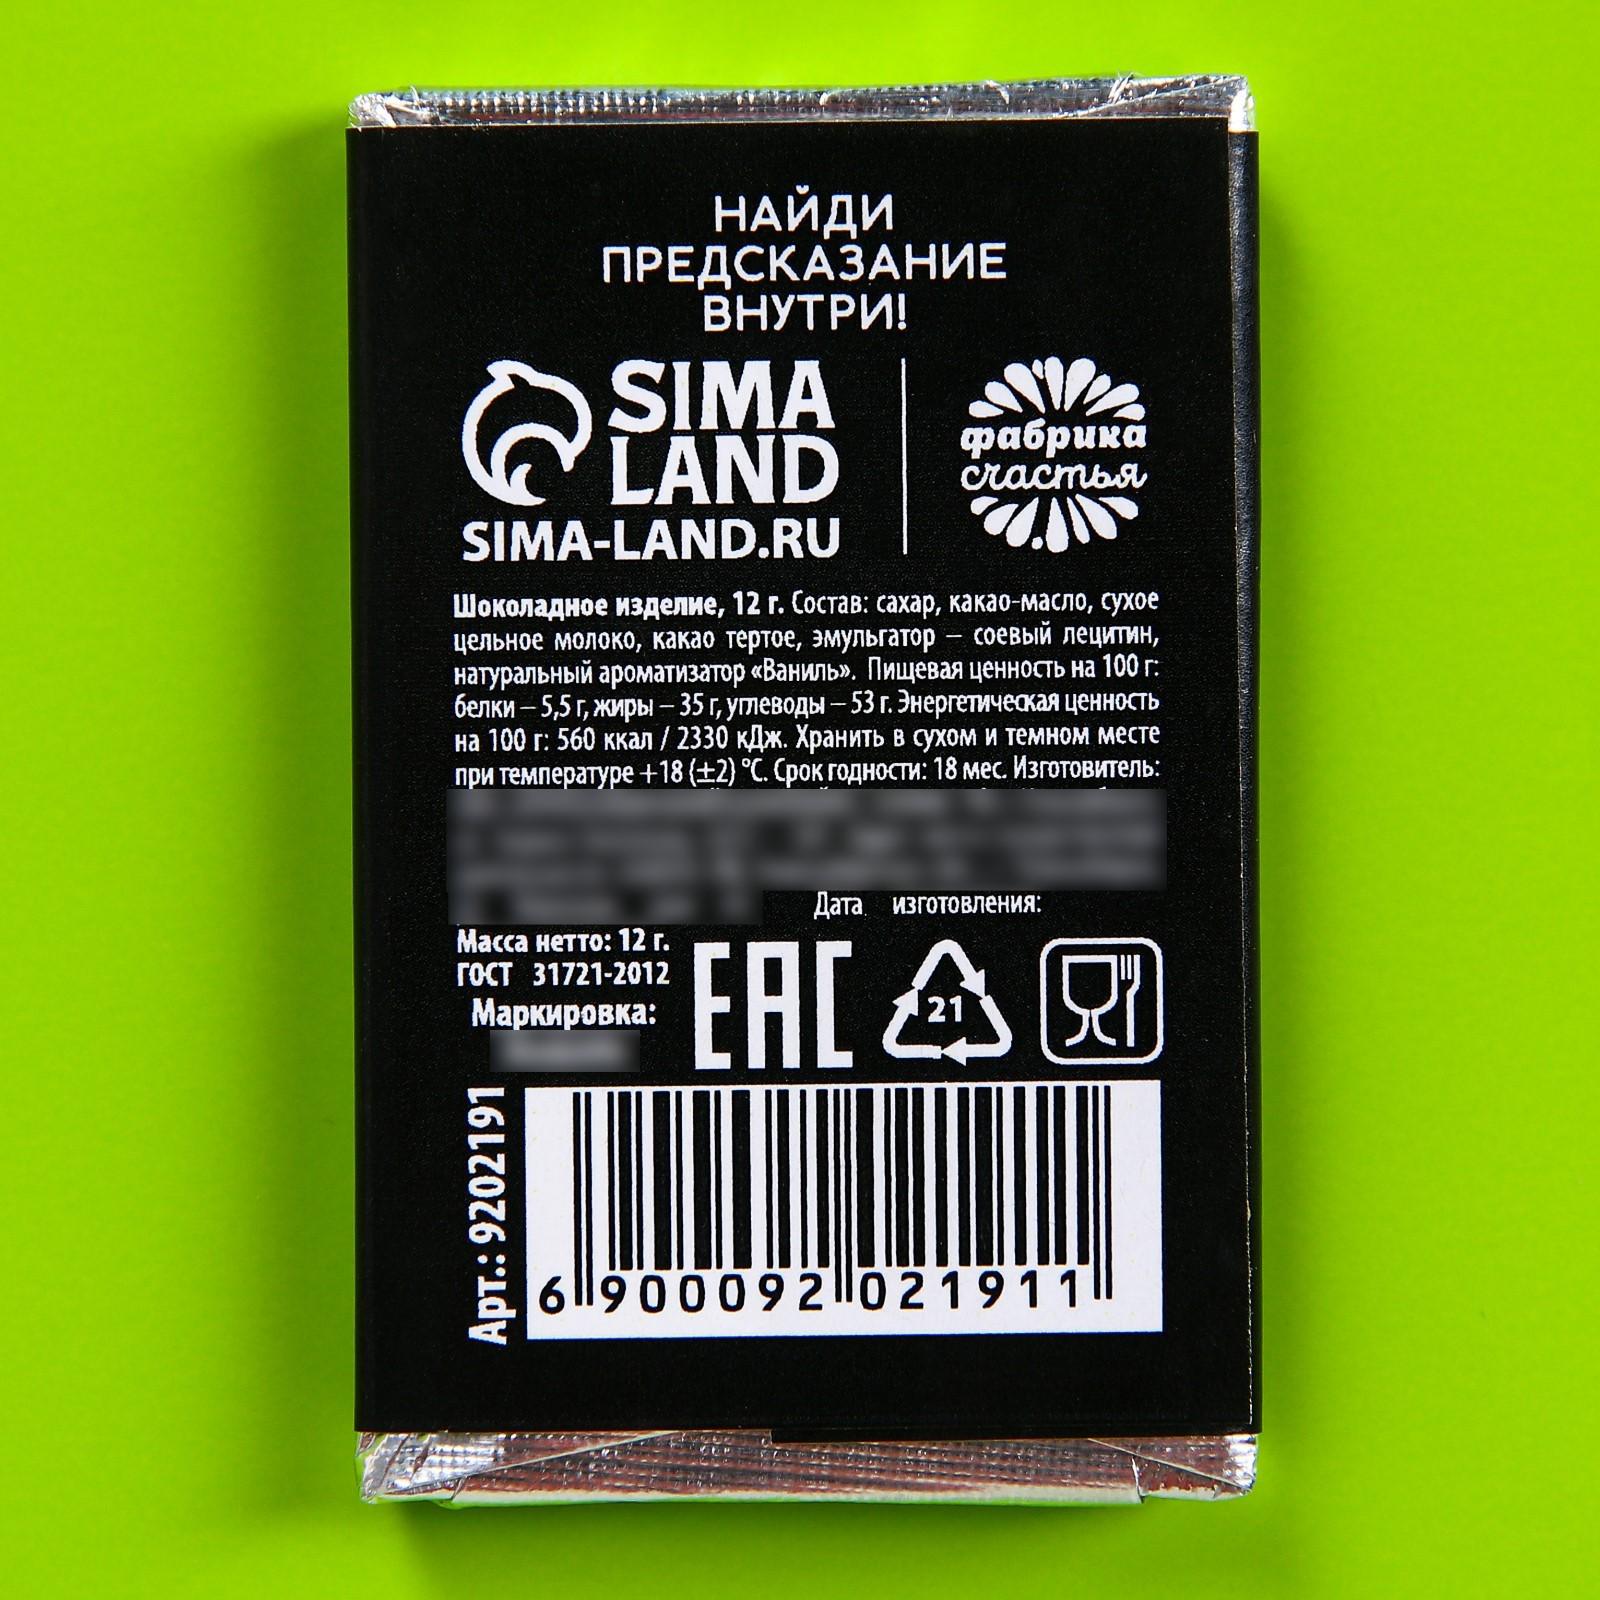 НАЙДИ
ПРЕДСКАЗАНИЕ
ВНУТРИ!
SIMA
LAND
SIMA-LAND.RU
фабрика
счастья
Шоколадное изделие, 12 г. Состав: сахар, какао-масло, сухое
цельное молоко, какао тертое, эмульгатор – соевый лецитин,
натуральный ароматизатор «Ваниль». Пищевая ценность на 100 г:
белки – 5,5 г, жиры – 35 г, углеводы – 53 г. Энергетическая ценность
на 100 г: 560 ккал / 2330 кДж. Хранить в сухом и темном месте
при температуре +18 (±2) °С. Срок годности: 18 мес. Изготовитель:
Дата изготовления:
Масса нетто: 12 г.
ГОСТ 31721-2012
Маркировка:
EAC
21
Арт.: 9202191
6 900092 021911